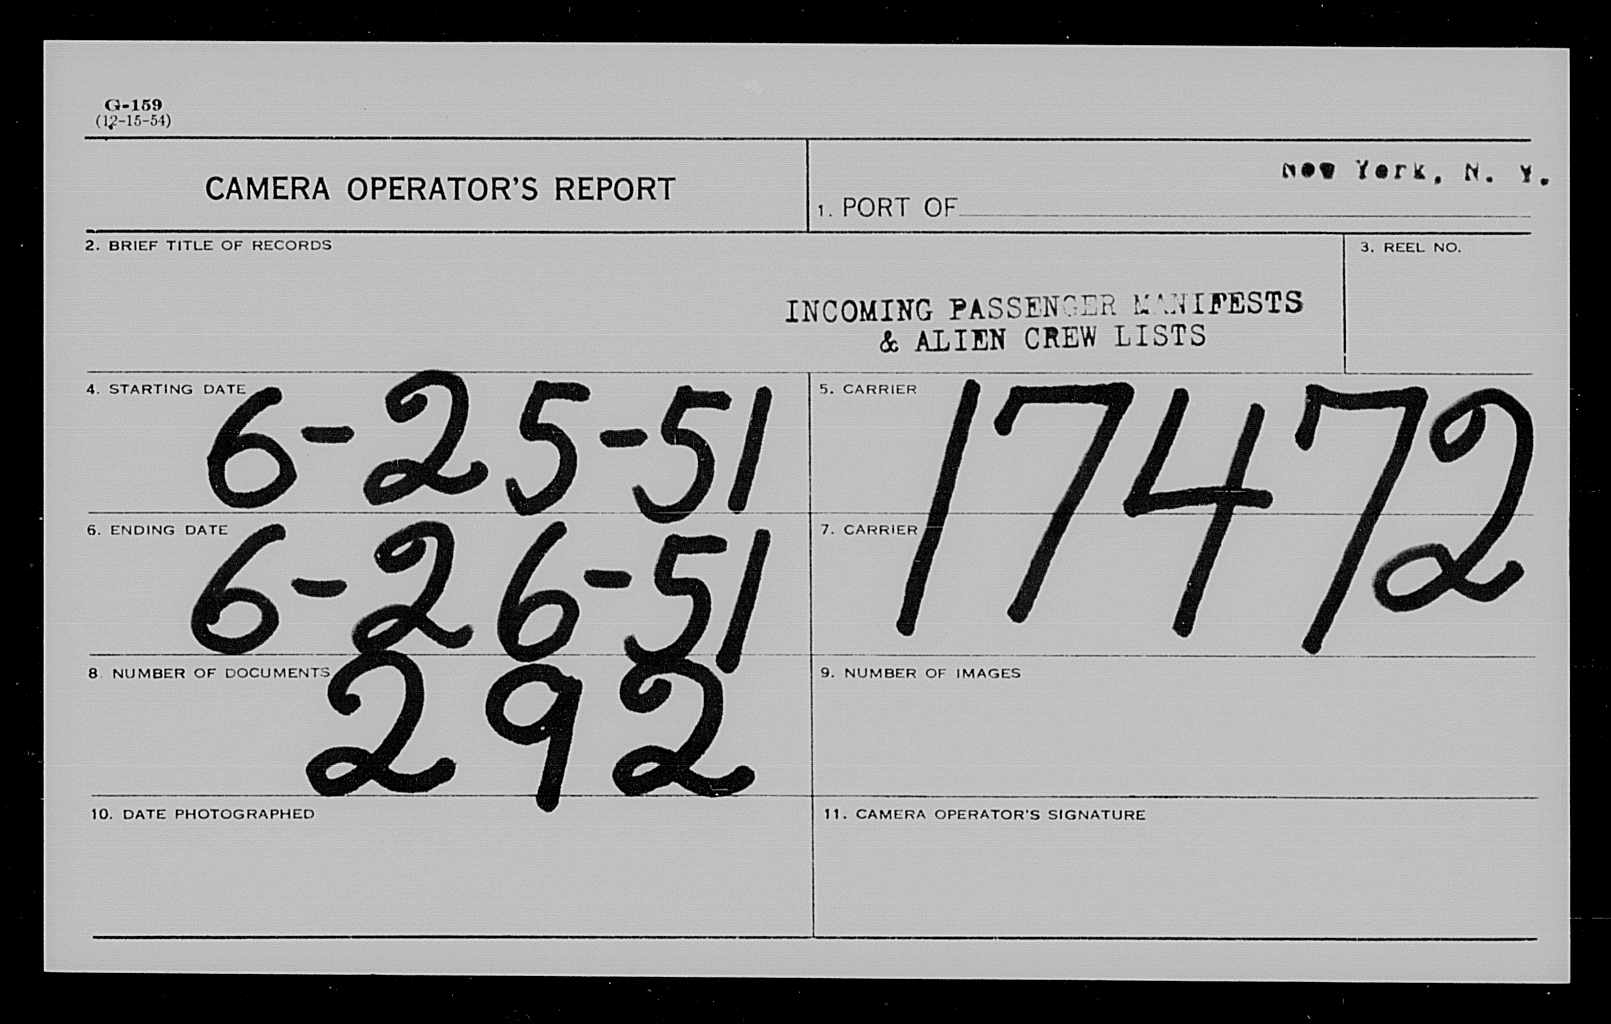 G-159
(12-15-54)
CAMERA OPERATOR'S REPORT
New York, N. Y.
1. PORT OF
2. BRIEF TITLE OF RECORDS
3. REEL NO.
INCOMING PASSENGER MANIFESTS
& ALIEN CREW LISTS
4. STARTING DATE
6-25-51
5. CARRIER
17472
6. ENDING DATE
6-26-51
7. CARRIER
8. NUMBER OF DOCUMENTS
292
9. NUMBER OF IMAGES
10. DATE PHOTOGRAPHED
11. CAMERA OPERATOR'S SIGNATURE